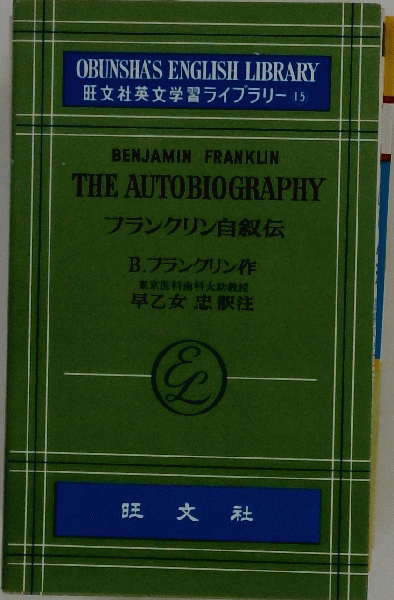 OBUNSHA'S ENGLISH LIBRARY
旺文社英文学習ライブラリー 15
BENJAMIN FRANKLIN
THE AUTOBIOGRAPHY
フランクリン自叙伝
B.フランクリン作
東京医科歯科大助教授
早乙女 忠 訳注
EL
旺文社